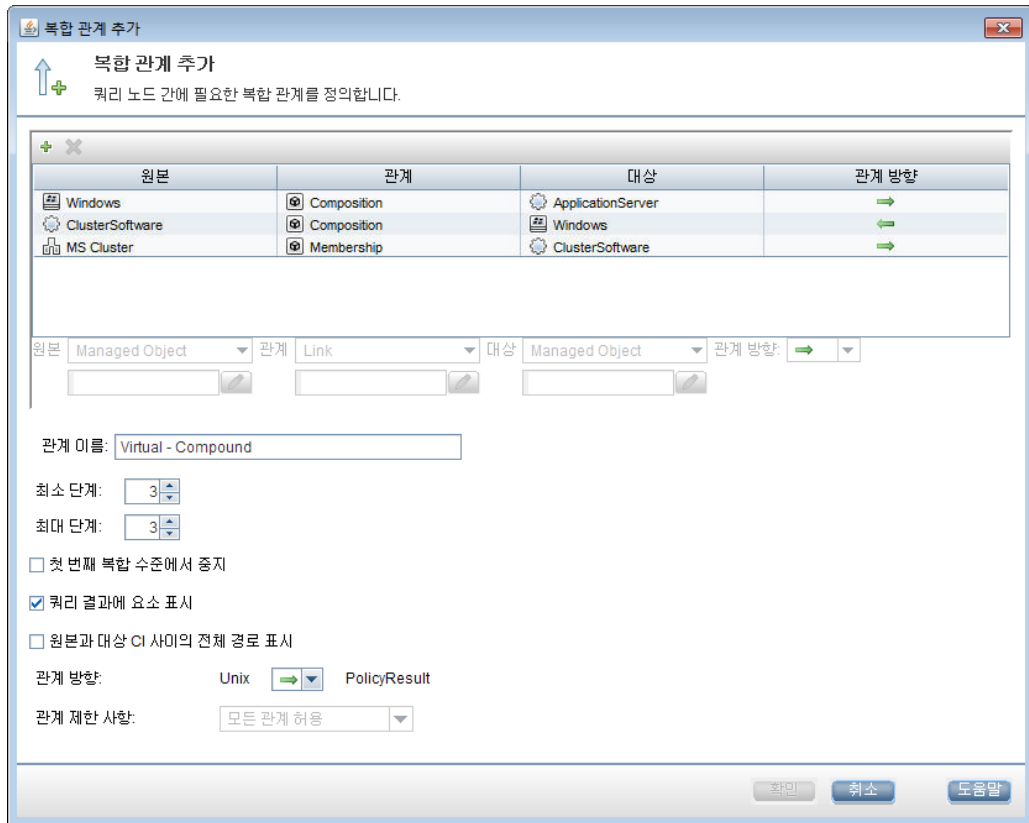 복합 관계 추가
복합 관계 추가
쿼리 노드 간에 필요한 복합 관계를 정의합니다.
원본 관계 대상 관계 방향
Windows Composition ApplicationServer
ClusterSoftware Composition Windows
MS Cluster Membership ClusterSoftware
원본 Managed Object 관계 Link 대상 Managed Object 관계 방향:
관계 이름: Virtual - Compound
최소 단계: 3
최대 단계: 3
첫 번째 복합 수준에서 중지
쿼리 결과에 요소 표시
원본과 대상 CI 사이의 전체 경로 표시
관계 방향: Unix PolicyResult
관계 제한 사항: 모든 관계 허용
확인 취소 도움말